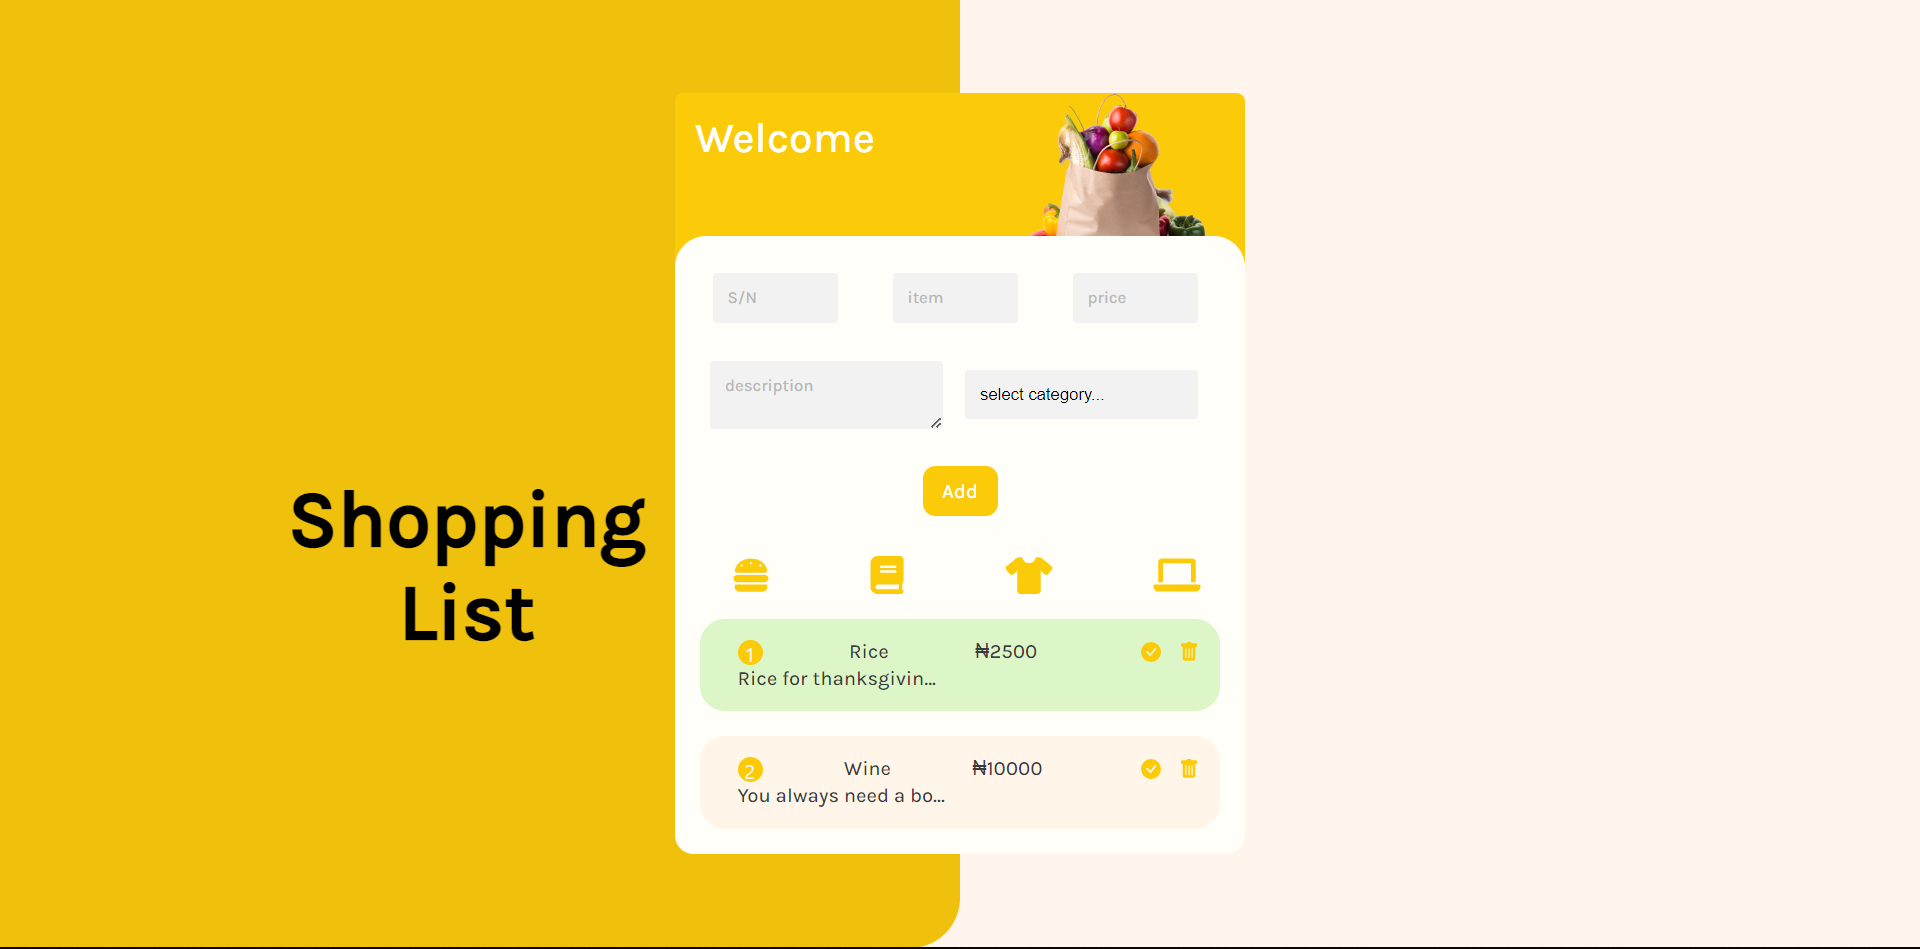 Welcome
S/N item price
description select category...
Add
Shopping
List
1 Rice ₦2500
Rice for thanksgivin...
2 Wine ₦10000
You always need a bo...